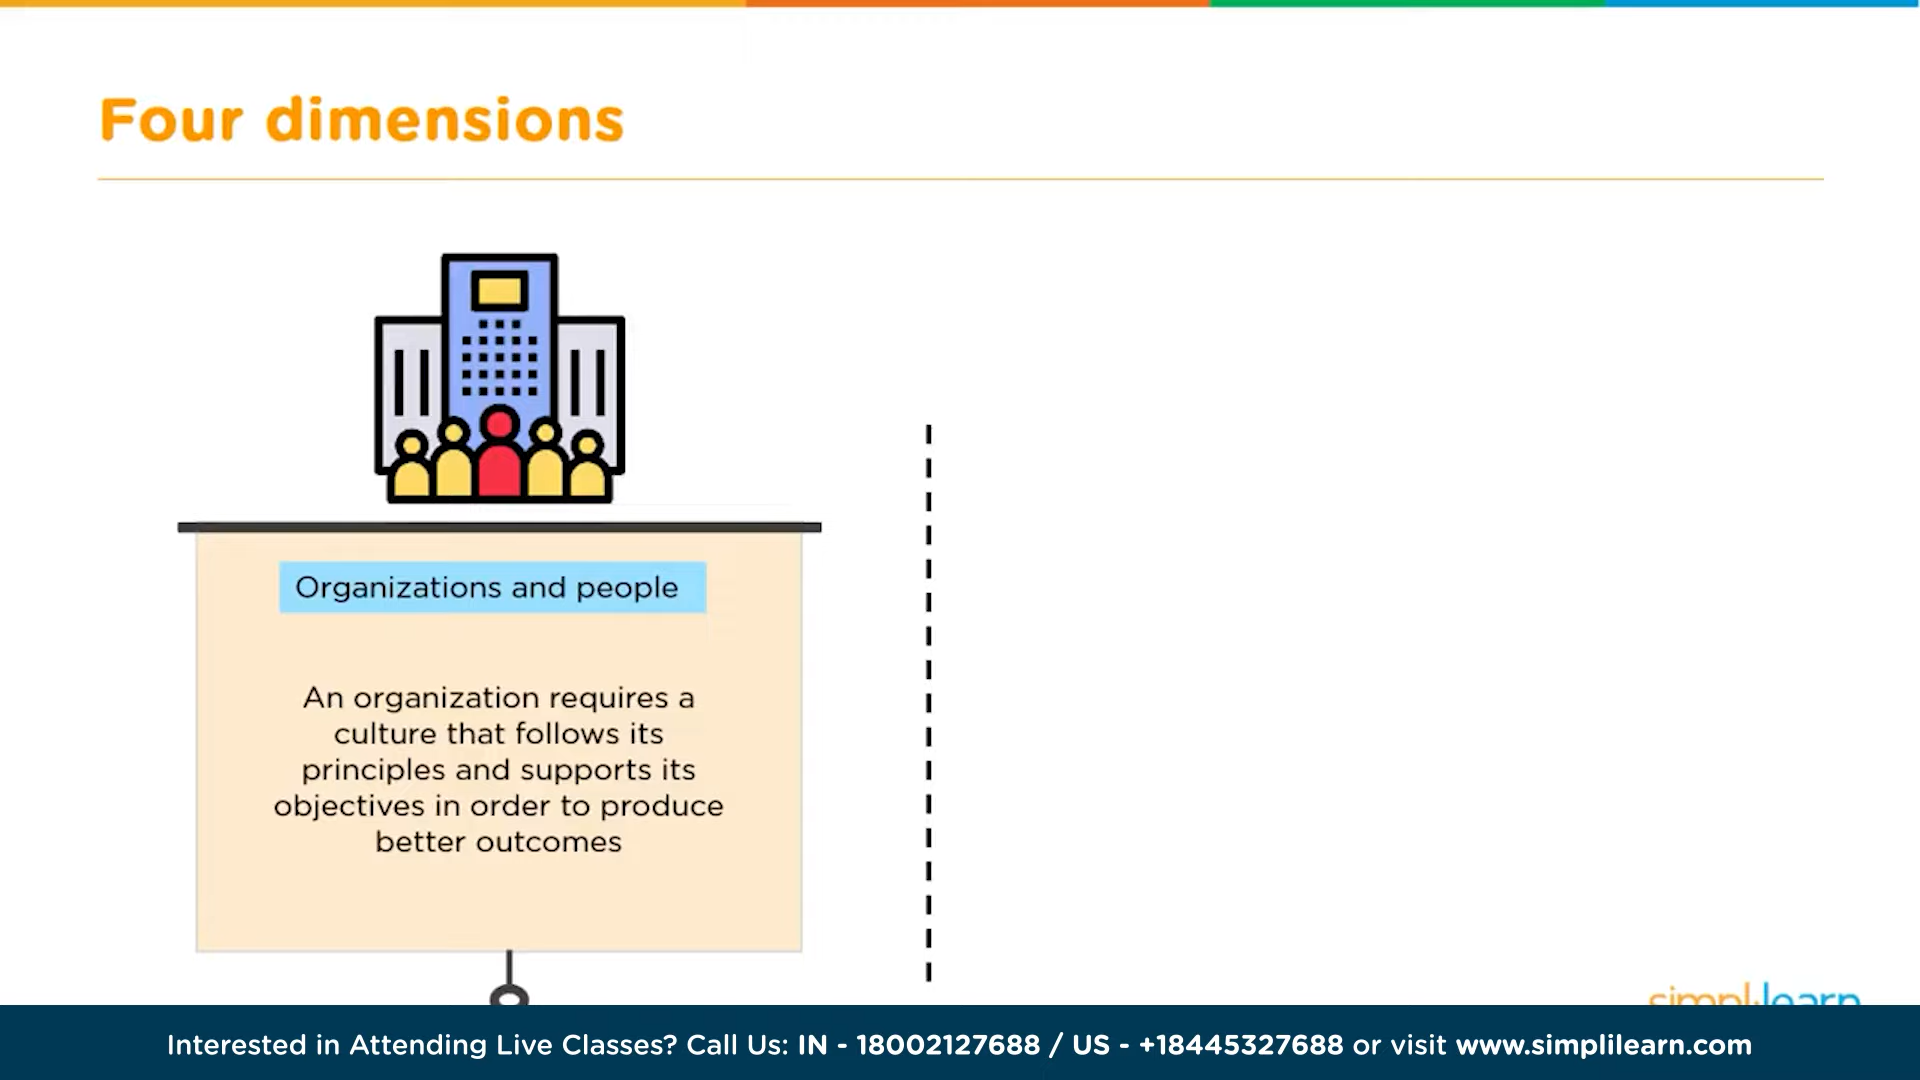 Four dimensions
Organizations and people
An organization requires a
culture that follows its
principles and supports its
objectives in order to produce
better outcomes
simplilearn
Interested in Attending Live Classes? Call Us: IN - 18002127688 / US - +18445327688 or visit www.simplilearn.com